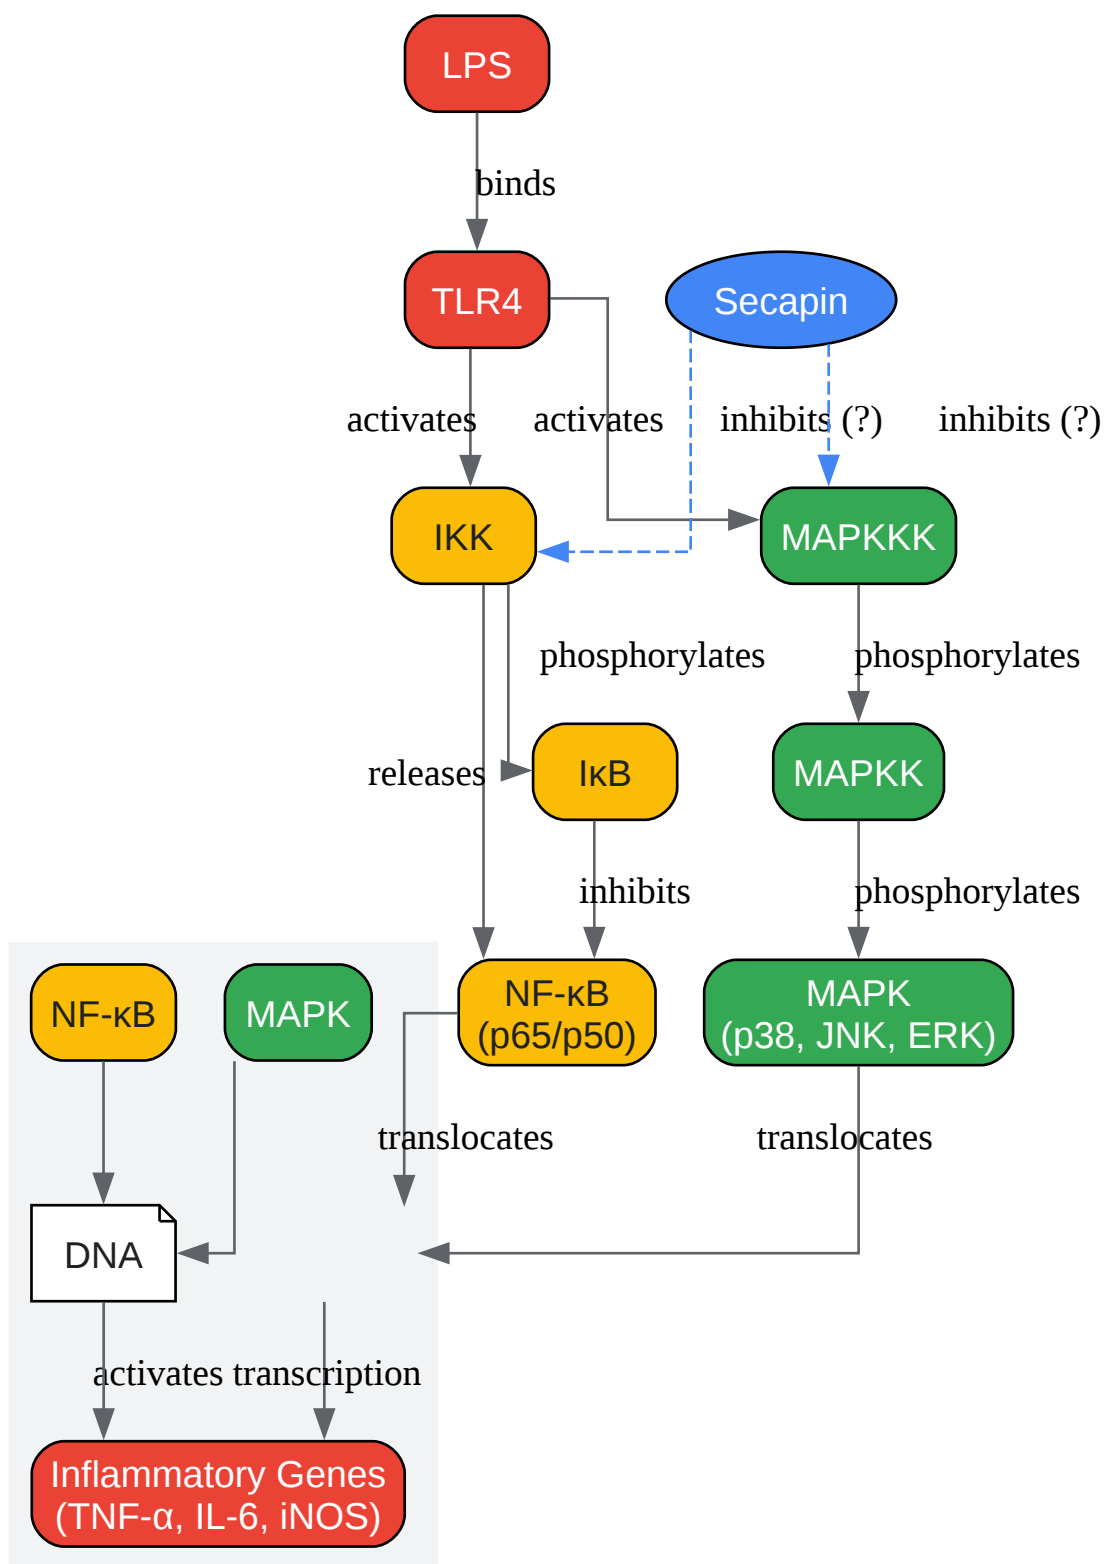 LPS
binds
TLR4
Secapin
activates
activates
inhibits (?)
inhibits (?)
IKK
MAPKKK
phosphorylates
phosphorylates
releases
IκB
MAPKK
inhibits
phosphorylates
NF-κB
MAPK
NF-κB
(p65/p50)
MAPK
(p38, JNK, ERK)
translocates
translocates
DNA
activates transcription
Inflammatory Genes
(TNF-α, IL-6, iNOS)